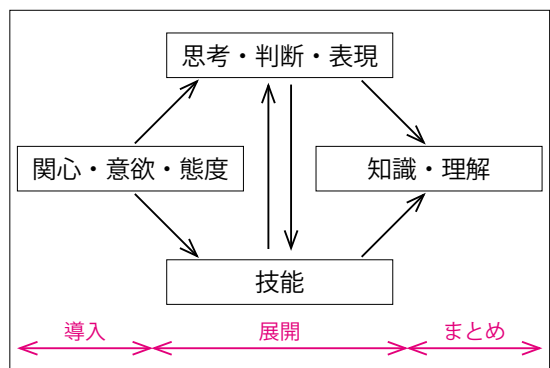 思考・判断・表現
関心・意欲・態度
知識・理解
技能
導入
展開
まとめ